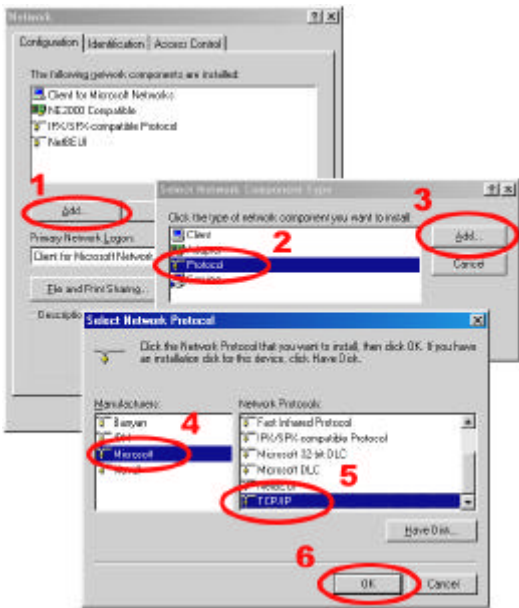 Network
Configuration Identification Access Control
The following network components are installed:
Client for Microsoft Networks
NE2000 Compatible
IPX/SPX-compatible Protocol
NetBEUI
1
Add...
Primary Network Logon:
Client for Microsoft Network
File and Print Sharing...
Descriptio
Select Network Component Type
3
Click the type of network component you want to install:
Client
2
Adapter
Protocol
Service
Add...
Cancel
Select Network Protocol
Click the Network Protocol that you want to install, then click OK. If you have
an installation disk for this device, click Have Disk.
Manufacturers:
4
Banyan
IBM
Microsoft
Novell
Network Protocols:
Fast Infrared Protocol
IPX/SPX-compatible Protocol
Microsoft 32-bit DLC
Microsoft DLC
NetBEUI
5
TCP/IP
Have Disk...
6
OK
Cancel